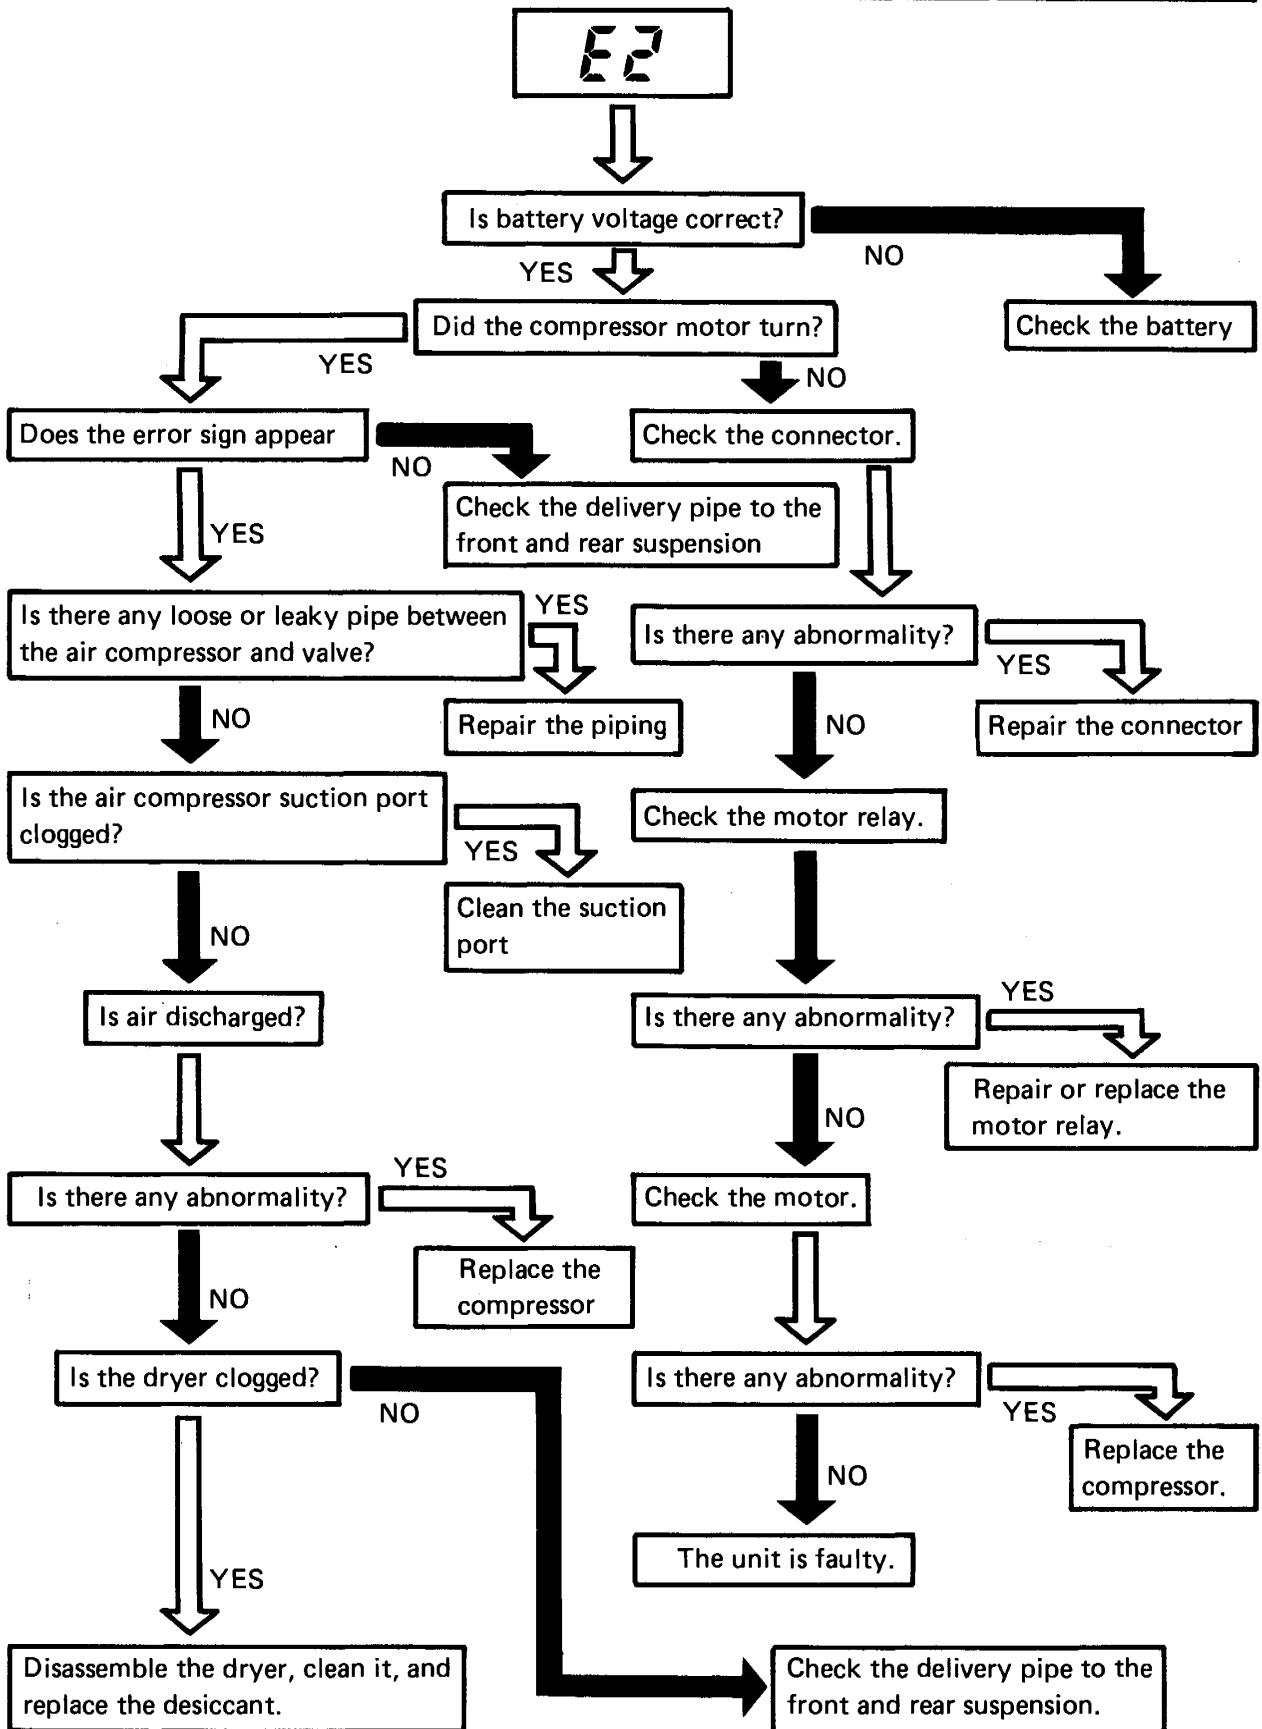 E2
Is battery voltage correct?
NO
YES
Did the compressor motor turn?
Check the battery
YES
NO
Does the error sign appear
Check the connector.
NO
Check the delivery pipe to the
front and rear suspension
YES
Is there any loose or leaky pipe between
the air compressor and valve?
YES
Is there any abnormality?
YES
NO
Repair the piping
NO
Repair the connector
Is the air compressor suction port
clogged?
YES
Check the motor relay.
Clean the suction
port
NO
Is air discharged?
Is there any abnormality?
YES
Repair or replace the
motor relay.
NO
Is there any abnormality?
YES
Check the motor.
Replace the
compressor
NO
Is the dryer clogged?
NO
Is there any abnormality?
YES
Replace the
compressor.
NO
The unit is faulty.
YES
Disassemble the dryer, clean it, and
replace the desiccant.
Check the delivery pipe to the
front and rear suspension.